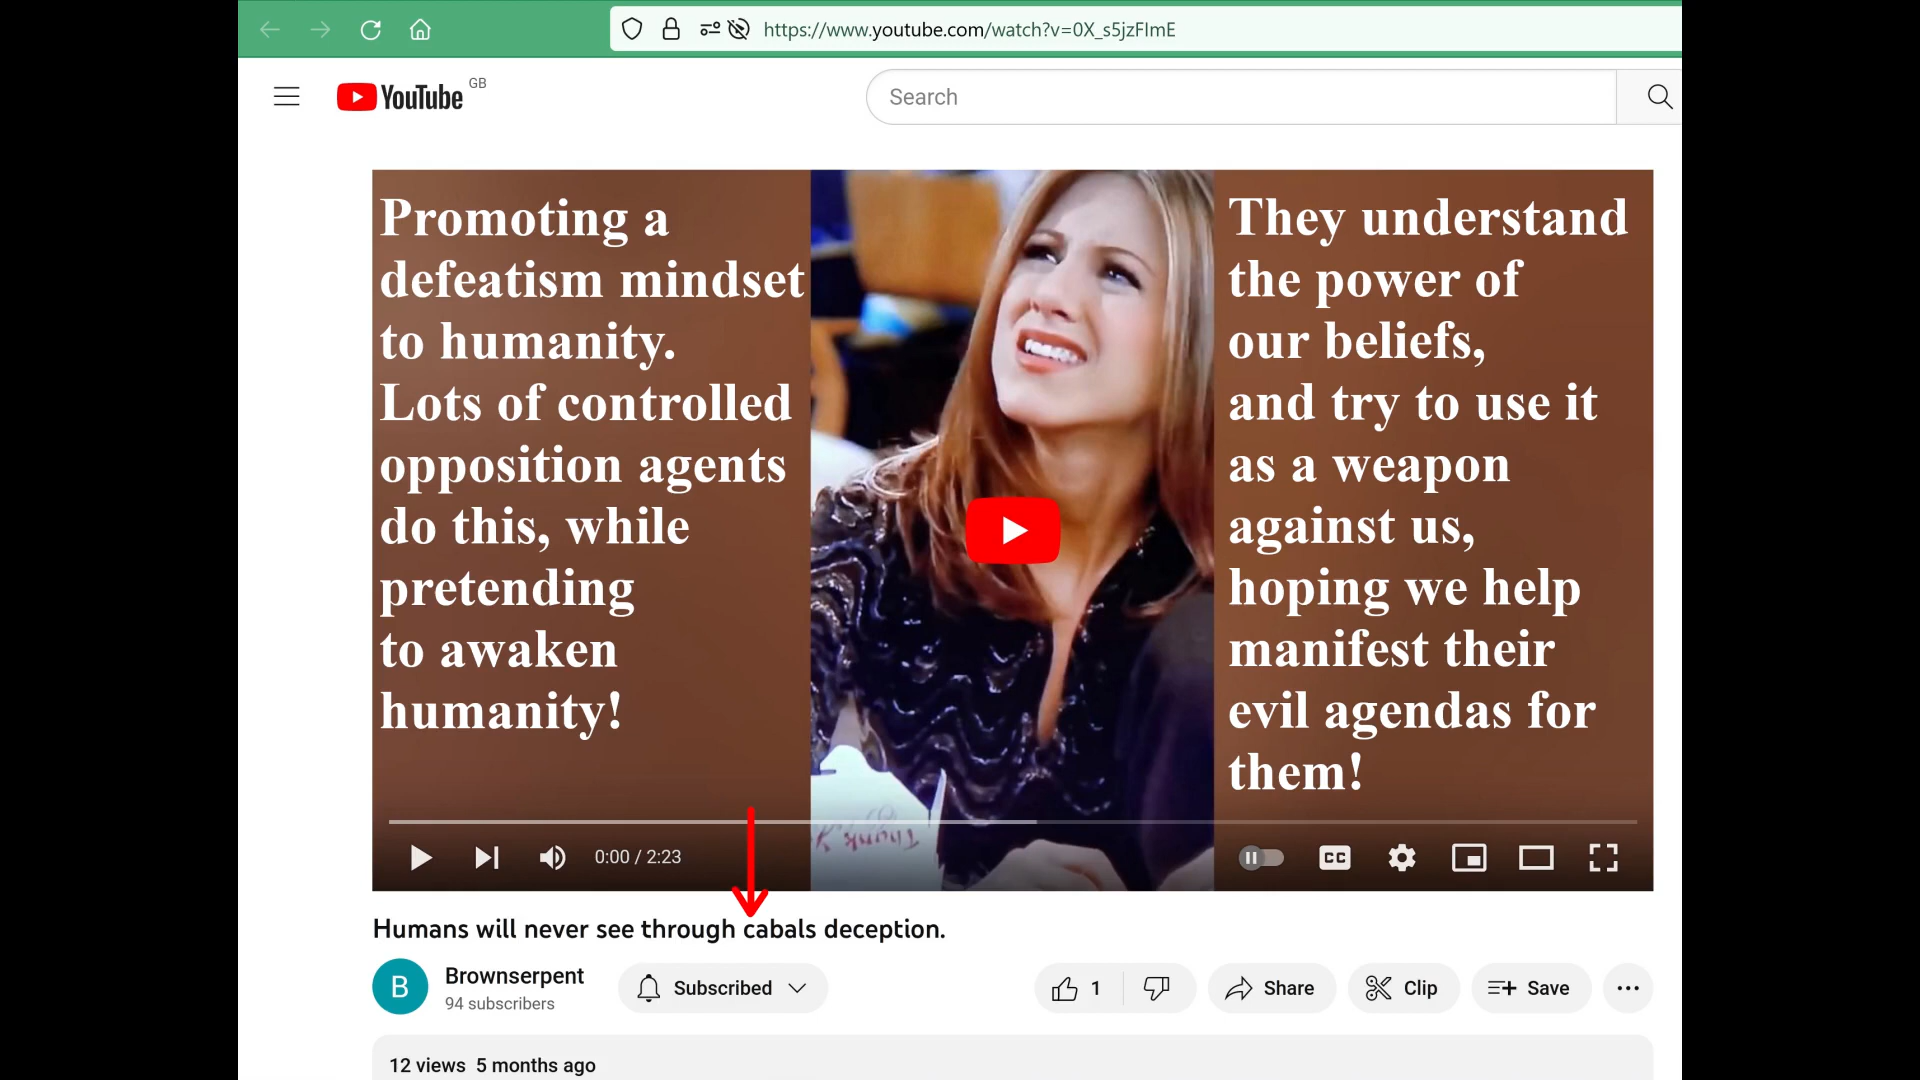 https://www.youtube.com/watch?v=0X_s5jzFImE
YouTube GB
Search
Promoting a
defeatism mindset
to humanity.
Lots of controlled
opposition agents
do this, while
pretending
to awaken
humanity!
They understand
the power of
our beliefs,
and try to use it
as a weapon
against us,
hoping we help
manifest their
evil agendas for
them!
Thank
0:00 / 2:23
CC
Humans will never see through cabals deception.
B
Brownserpent
94 subscribers
Subscribed
1
Share
Clip
Save
12 views 5 months ago